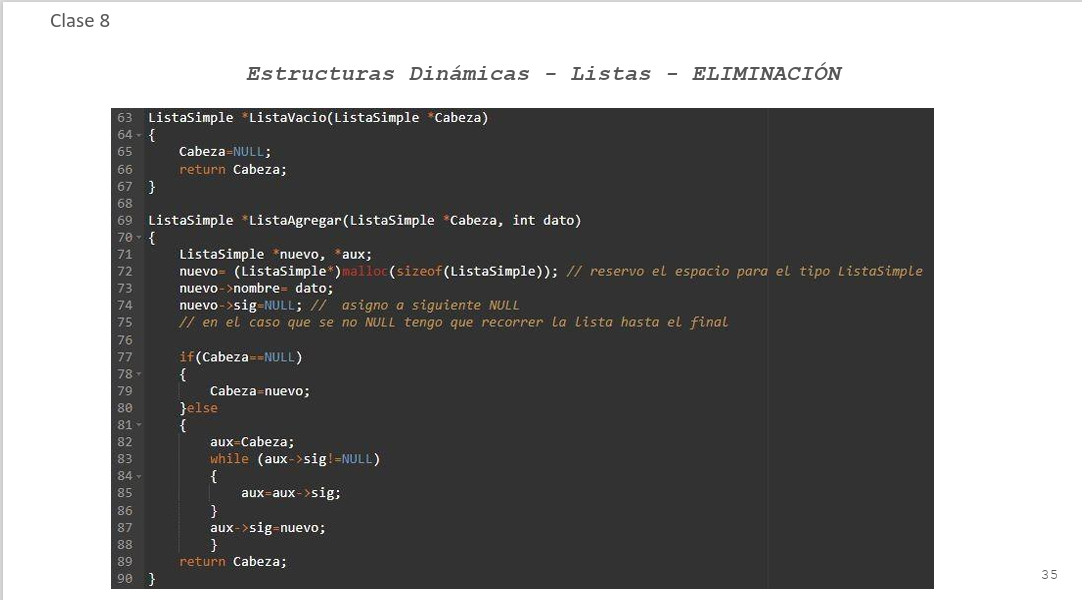 Clase 8
Estructuras Dinámicas - Listas - ELIMINACIÓN
63 ListaSimple *ListaVacio(ListaSimple *Cabeza)
64 {
65     Cabeza=NULL;
66     return Cabeza;
67 }
68
69 ListaSimple *ListaAgregar(ListaSimple *Cabeza, int dato)
70 {
71     ListaSimple *nuevo, *aux;
72     nuevo= (ListaSimple*)malloc(sizeof(ListaSimple)); // reservo el espacio para el tipo ListaSimple
73     nuevo->nombre= dato;
74     nuevo->sig=NULL; //  asigno a siguiente NULL
75     // en el caso que se no NULL tengo que recorrer la lista hasta el final
76
77     if(Cabeza==NULL)
78     {
79         Cabeza=nuevo;
80     }else
81     {
82         aux=Cabeza;
83         while (aux->sig!=NULL)
84         {
85             aux=aux->sig;
86         }
87         aux->sig=nuevo;
88         }
89     return Cabeza;
90 }
35